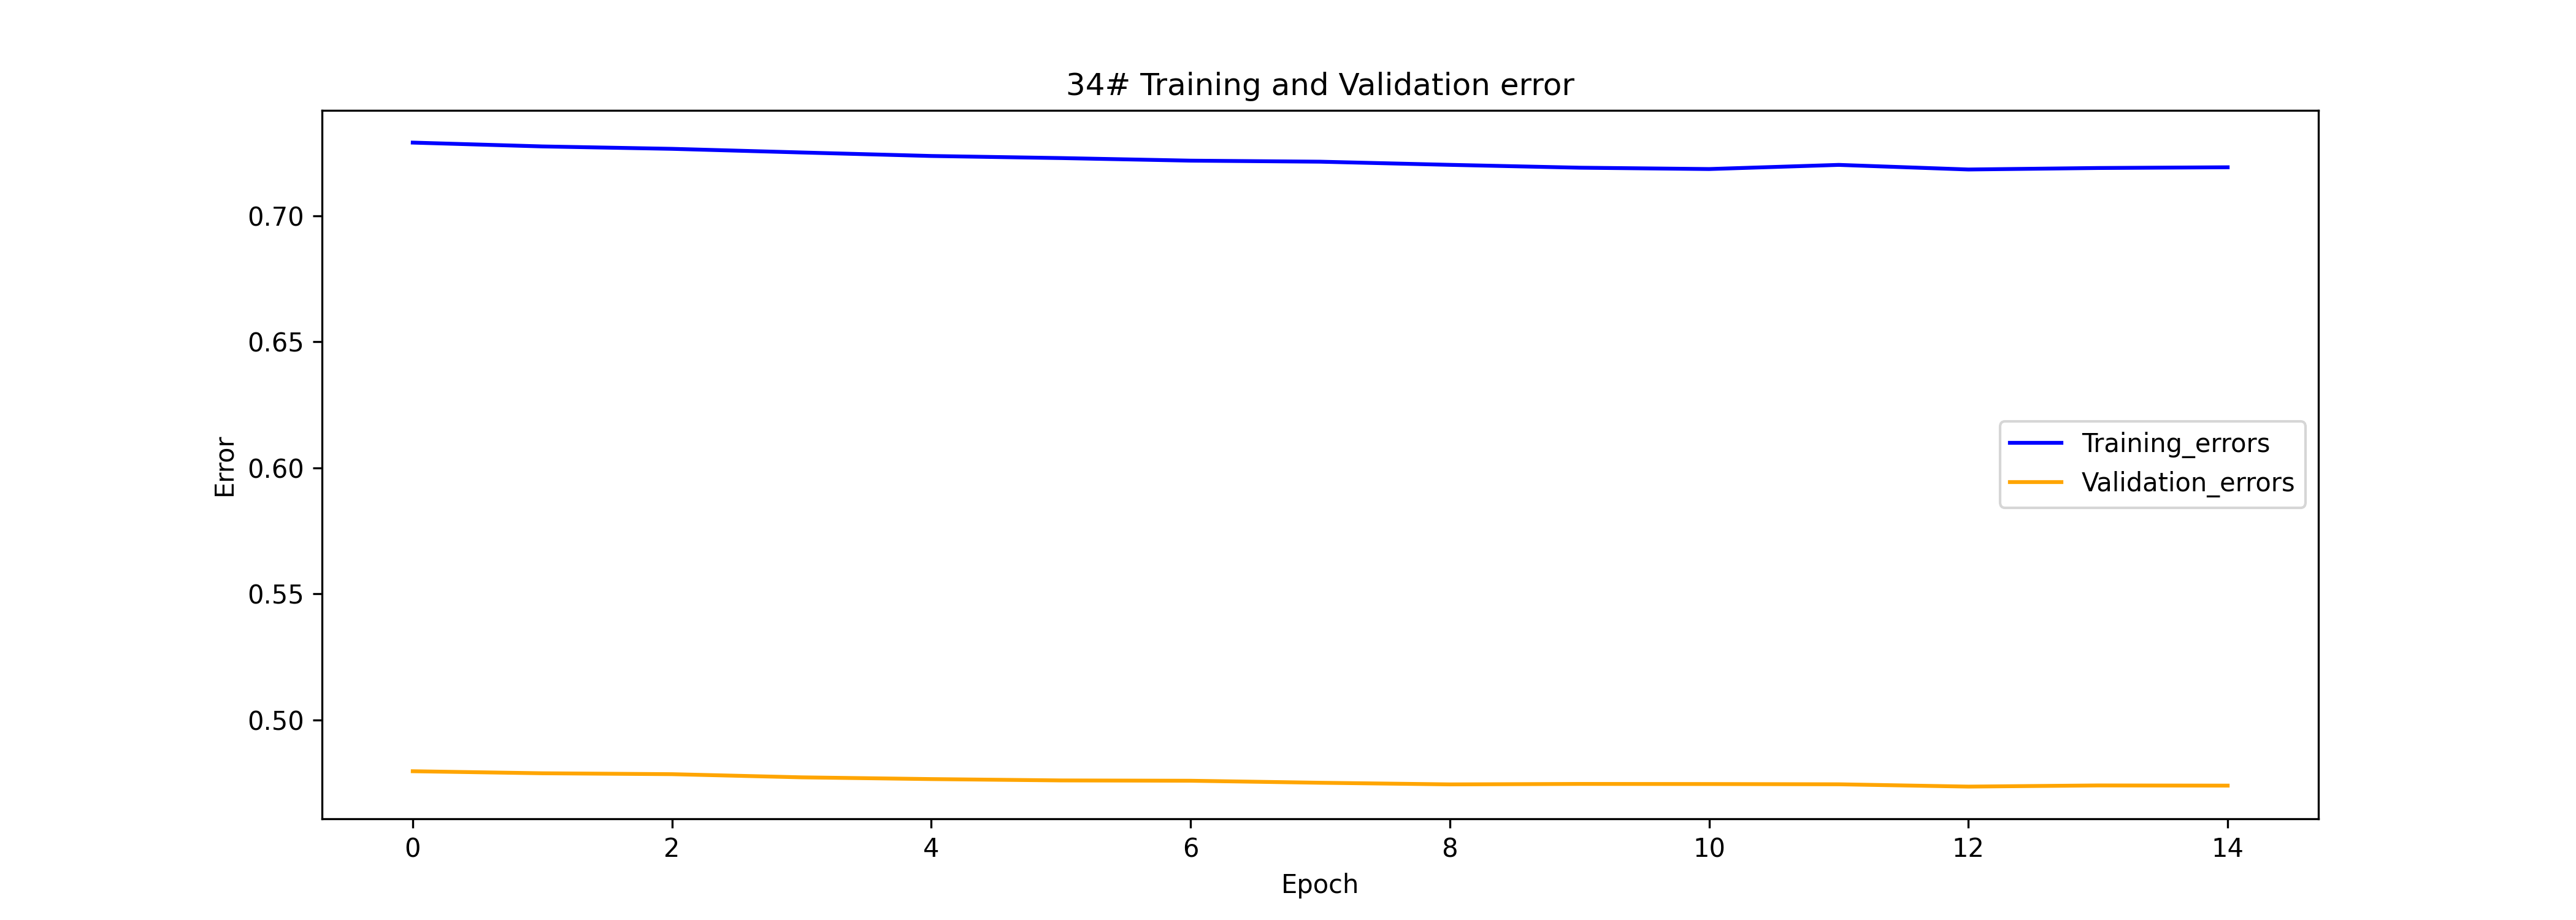 34# Training and Validation error
Error
0.70
0.65
0.60
0.55
0.50
Training_errors
Validation_errors
0 2 4 6 8 10 12 14
Epoch